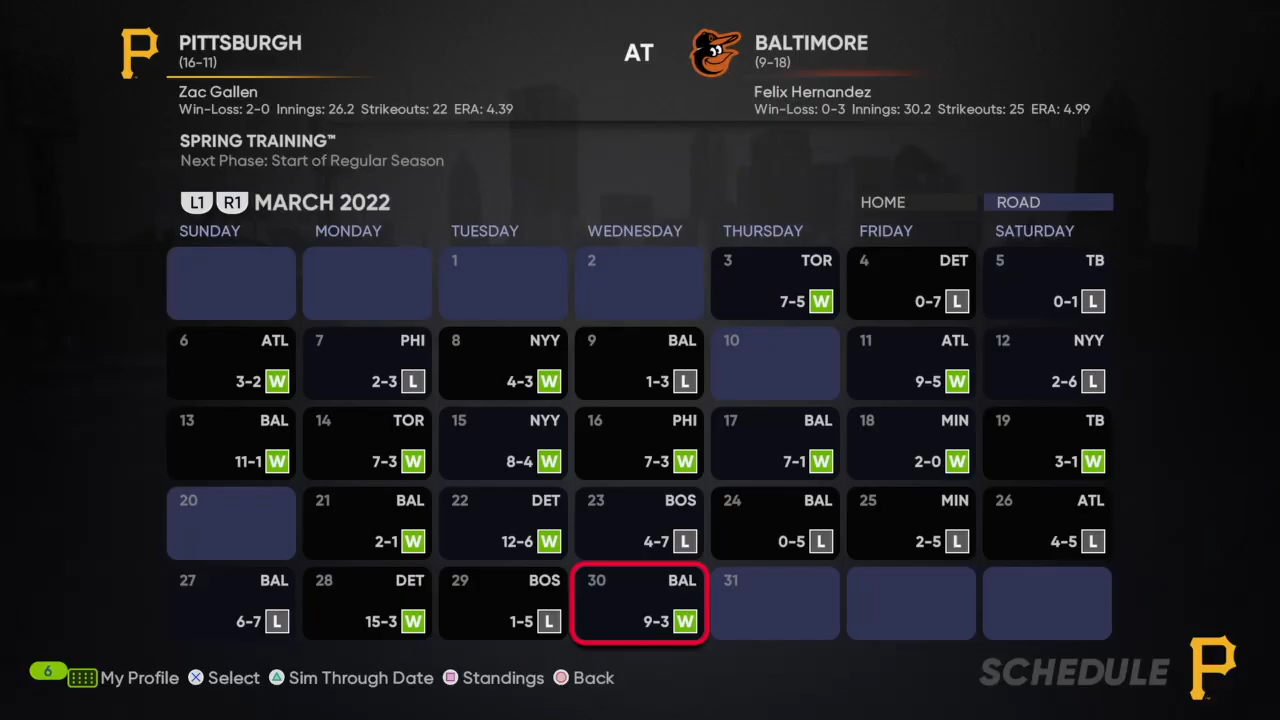 PITTSBURGH
(16-11)
Zac Gallen
Win-Loss: 2-0 Innings: 26.2 Strikeouts: 22 ERA: 4.39
AT
BALTIMORE
(9-18)
Felix Hernandez
Win-Loss: 0-3 Innings: 30.2 Strikeouts: 25 ERA: 4.99
SPRING TRAINING™
Next Phase: Start of Regular Season
L1 R1 MARCH 2022
HOME ROAD
SUNDAY MONDAY TUESDAY WEDNESDAY THURSDAY FRIDAY SATURDAY
1 2 3 TOR 4 DET 5 TB
7-5 W 0-7 L 0-1 L
6 ATL 7 PHI 8 NYY 9 BAL 10 11 ATL 12 NYY
3-2 W 2-3 L 4-3 W 1-3 L 9-5 W 2-6 L
13 BAL 14 TOR 15 NYY 16 PHI 17 BAL 18 MIN 19 TB
11-1 W 7-3 W 8-4 W 7-3 W 7-1 W 2-0 W 3-1 W
20 21 BAL 22 DET 23 BOS 24 BAL 25 MIN 26 ATL
2-1 W 12-6 W 4-7 L 0-5 L 2-5 L 4-5 L
27 BAL 28 DET 29 BOS 30 BAL 31
6-7 L 15-3 W 1-5 L 9-3 W
6 My Profile Select Sim Through Date Standings Back
SCHEDULE P